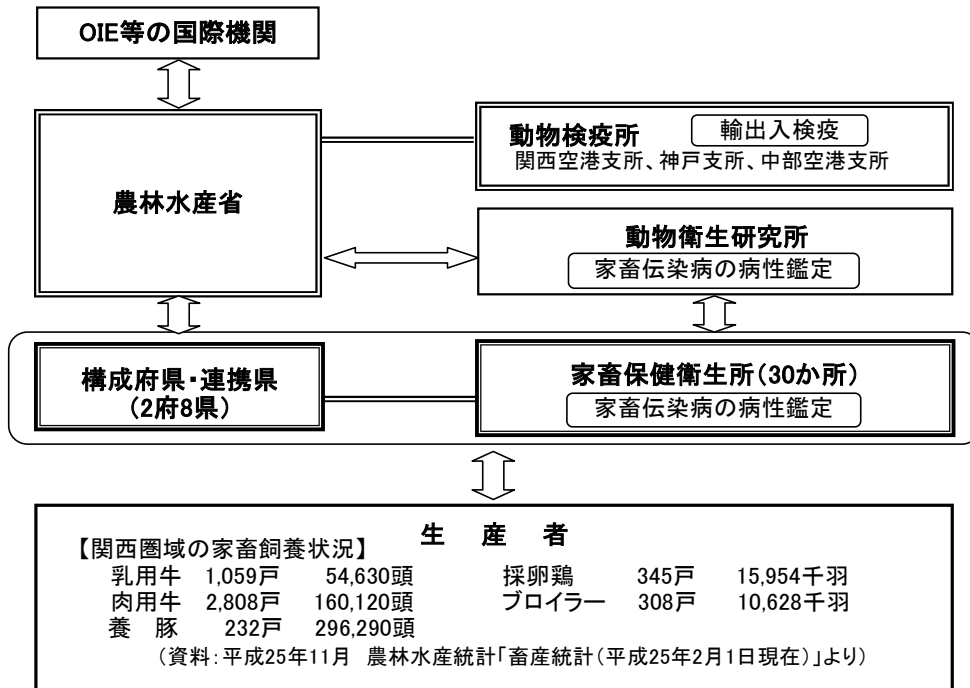 OIE等の国際機関
農林水産省
動物検疫所 輸出入検疫
関西空港支所、神戸支所、中部空港支所
動物衛生研究所
家畜伝染病の病性鑑定
構成府県・連携県
(2府8県)
家畜保健衛生所(30か所)
家畜伝染病の病性鑑定
生 産 者
【関西圏域の家畜飼養状況】
乳用牛 1,059戸 54,630頭 採卵鶏 345戸 15,954千羽
肉用牛 2,808戸 160,120頭 ブロイラー 308戸 10,628千羽
養 豚 232戸 296,290頭
(資料:平成25年11月 農林水産統計「畜産統計(平成25年2月1日現在)」より)